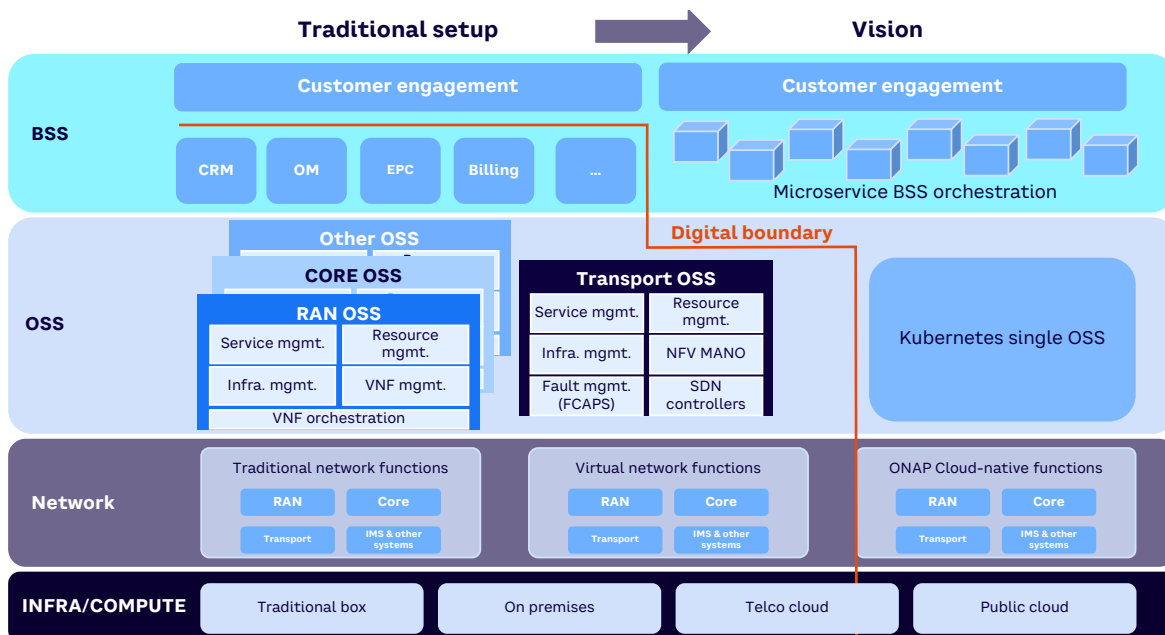 Traditional setup
Vision
BSS
Customer engagement
Customer engagement
CRM
OM
EPC
Billing
...
Microservice BSS orchestration
Digital boundary
OSS
Other OSS
CORE OSS
RAN OSS
Service mgmt.
Resource
mgmt.
Infra. mgmt.
VNF mgmt.
VNF orchestration
Transport OSS
Service mgmt.
Resource
mgmt.
Infra. mgmt.
NFV MANO
Fault mgmt.
(FCAPS)
SDN
controllers
Kubernetes single OSS
Network
Traditional network functions
RAN
Core
Transport
IMS & other
systems
Virtual network functions
RAN
Core
Transport
IMS & other
systems
ONAP Cloud-native functions
RAN
Core
Transport
IMS & other
systems
INFRA/COMPUTE
Traditional box
On premises
Telco cloud
Public cloud